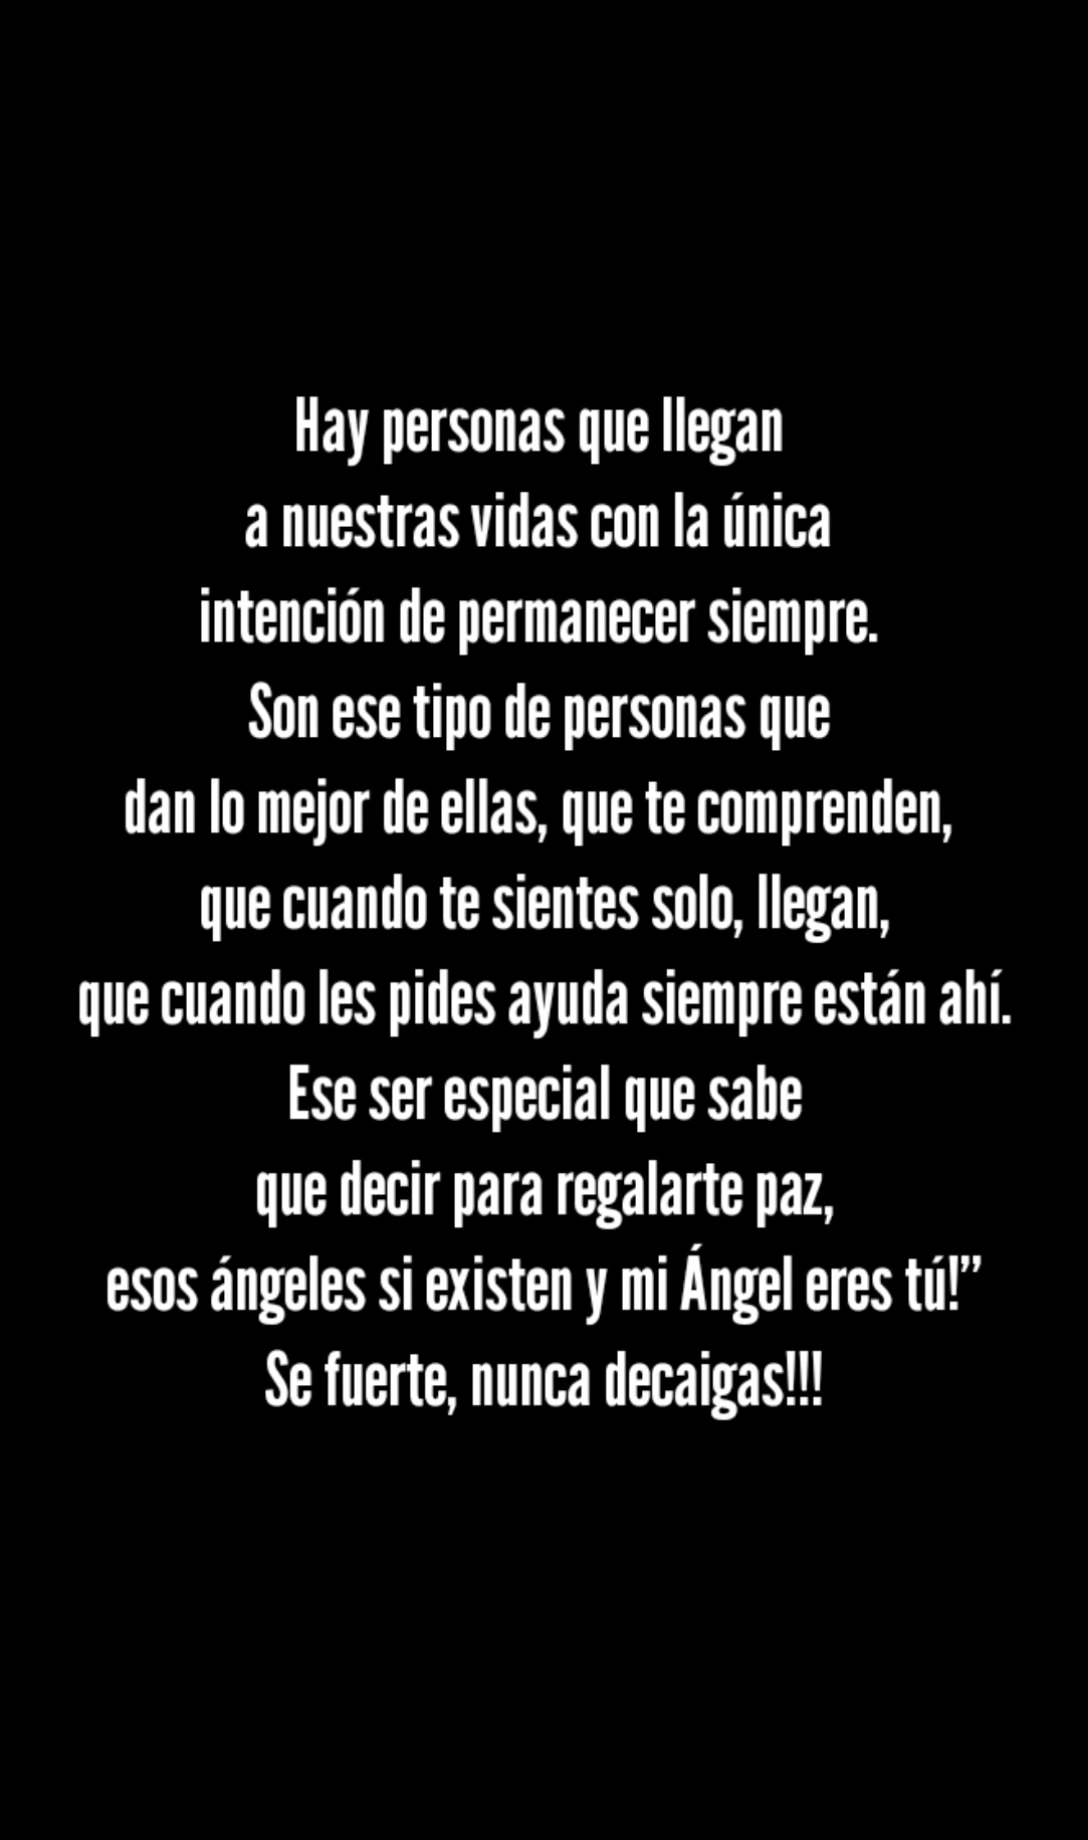 Hay personas que llegan
a nuestras vidas con la única
intención de permanecer siempre.
Son ese tipo de personas que
dan lo mejor de ellas, que te comprenden,
que cuando te sientes solo, llegan,
que cuando les pides ayuda siempre están ahí.
Ese ser especial que sabe
que decir para regalarte paz,
esos ángeles si existen y mi Ángel eres tú!”
Se fuerte, nunca decaigas!!!